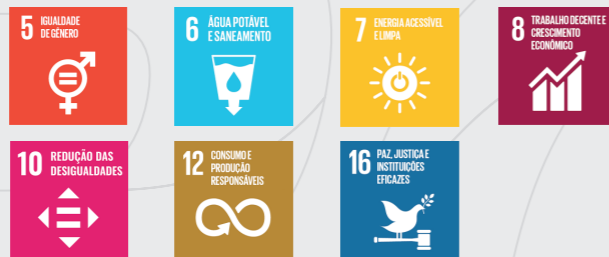 5 IGUALDADE
DE GÊNERO
6 ÁGUA POTÁVEL
E SANEAMENTO
7 ENERGIA ACESSÍVEL
E LIMPA
8 TRABALHO DECENTE E
CRESCIMENTO
ECONÔMICO
10 REDUÇÃO DAS
DESIGUALDADES
12 CONSUMO E
PRODUÇÃO
RESPONSÁVEIS
16 PAZ, JUSTIÇA E
INSTITUIÇÕES
EFICAZES